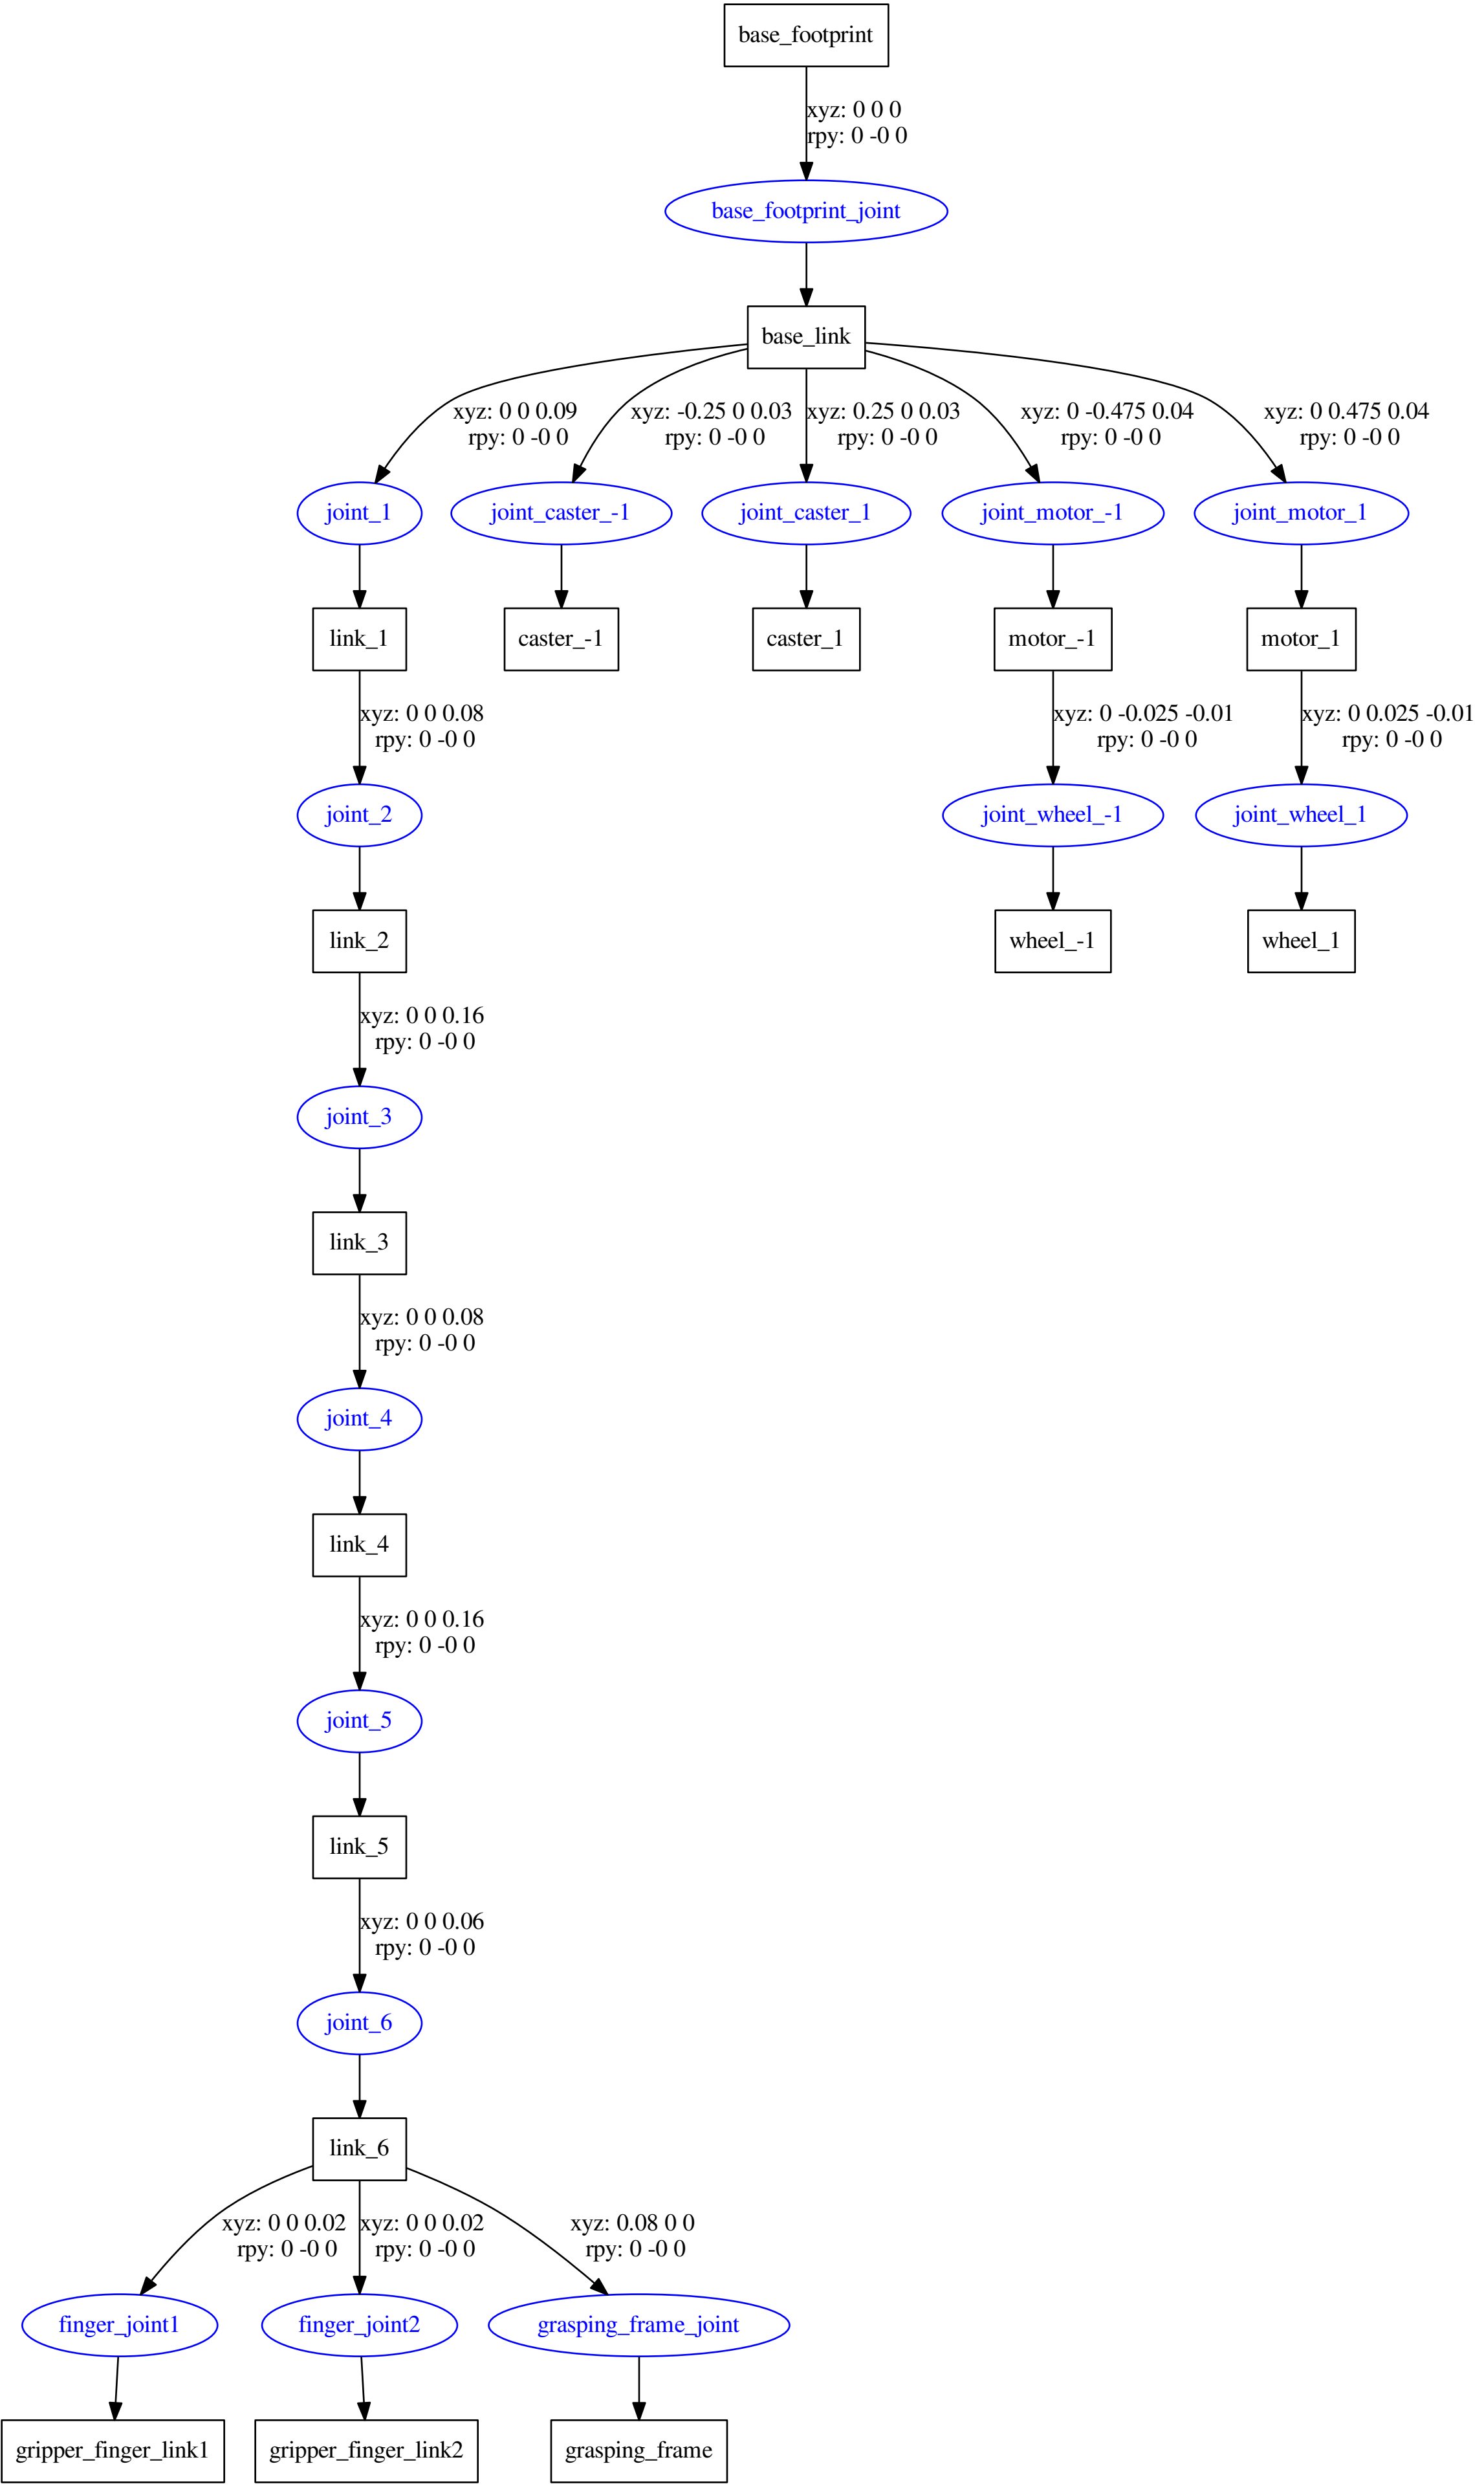 base_footprint
xyz: 0 0 0
rpy: 0 -0 0
base_footprint_joint
base_link
xyz: 0 0 0.09
rpy: 0 -0 0
xyz: -0.25 0 0.03
rpy: 0 -0 0
xyz: 0.25 0 0.03
rpy: 0 -0 0
xyz: 0 -0.475 0.04
rpy: 0 -0 0
xyz: 0 0.475 0.04
rpy: 0 -0 0
joint_1
joint_caster_-1
joint_caster_1
joint_motor_-1
joint_motor_1
link_1
caster_-1
caster_1
motor_-1
motor_1
xyz: 0 0 0.08
rpy: 0 -0 0
xyz: 0 -0.025 -0.01
rpy: 0 -0 0
xyz: 0 0.025 -0.01
rpy: 0 -0 0
joint_2
joint_wheel_-1
joint_wheel_1
link_2
wheel_-1
wheel_1
xyz: 0 0 0.16
rpy: 0 -0 0
joint_3
link_3
xyz: 0 0 0.08
rpy: 0 -0 0
joint_4
link_4
xyz: 0 0 0.16
rpy: 0 -0 0
joint_5
link_5
xyz: 0 0 0.06
rpy: 0 -0 0
joint_6
link_6
xyz: 0 0 0.02
rpy: 0 -0 0
xyz: 0 0 0.02
rpy: 0 -0 0
xyz: 0.08 0 0
rpy: 0 -0 0
finger_joint1
finger_joint2
grasping_frame_joint
gripper_finger_link1
gripper_finger_link2
grasping_frame